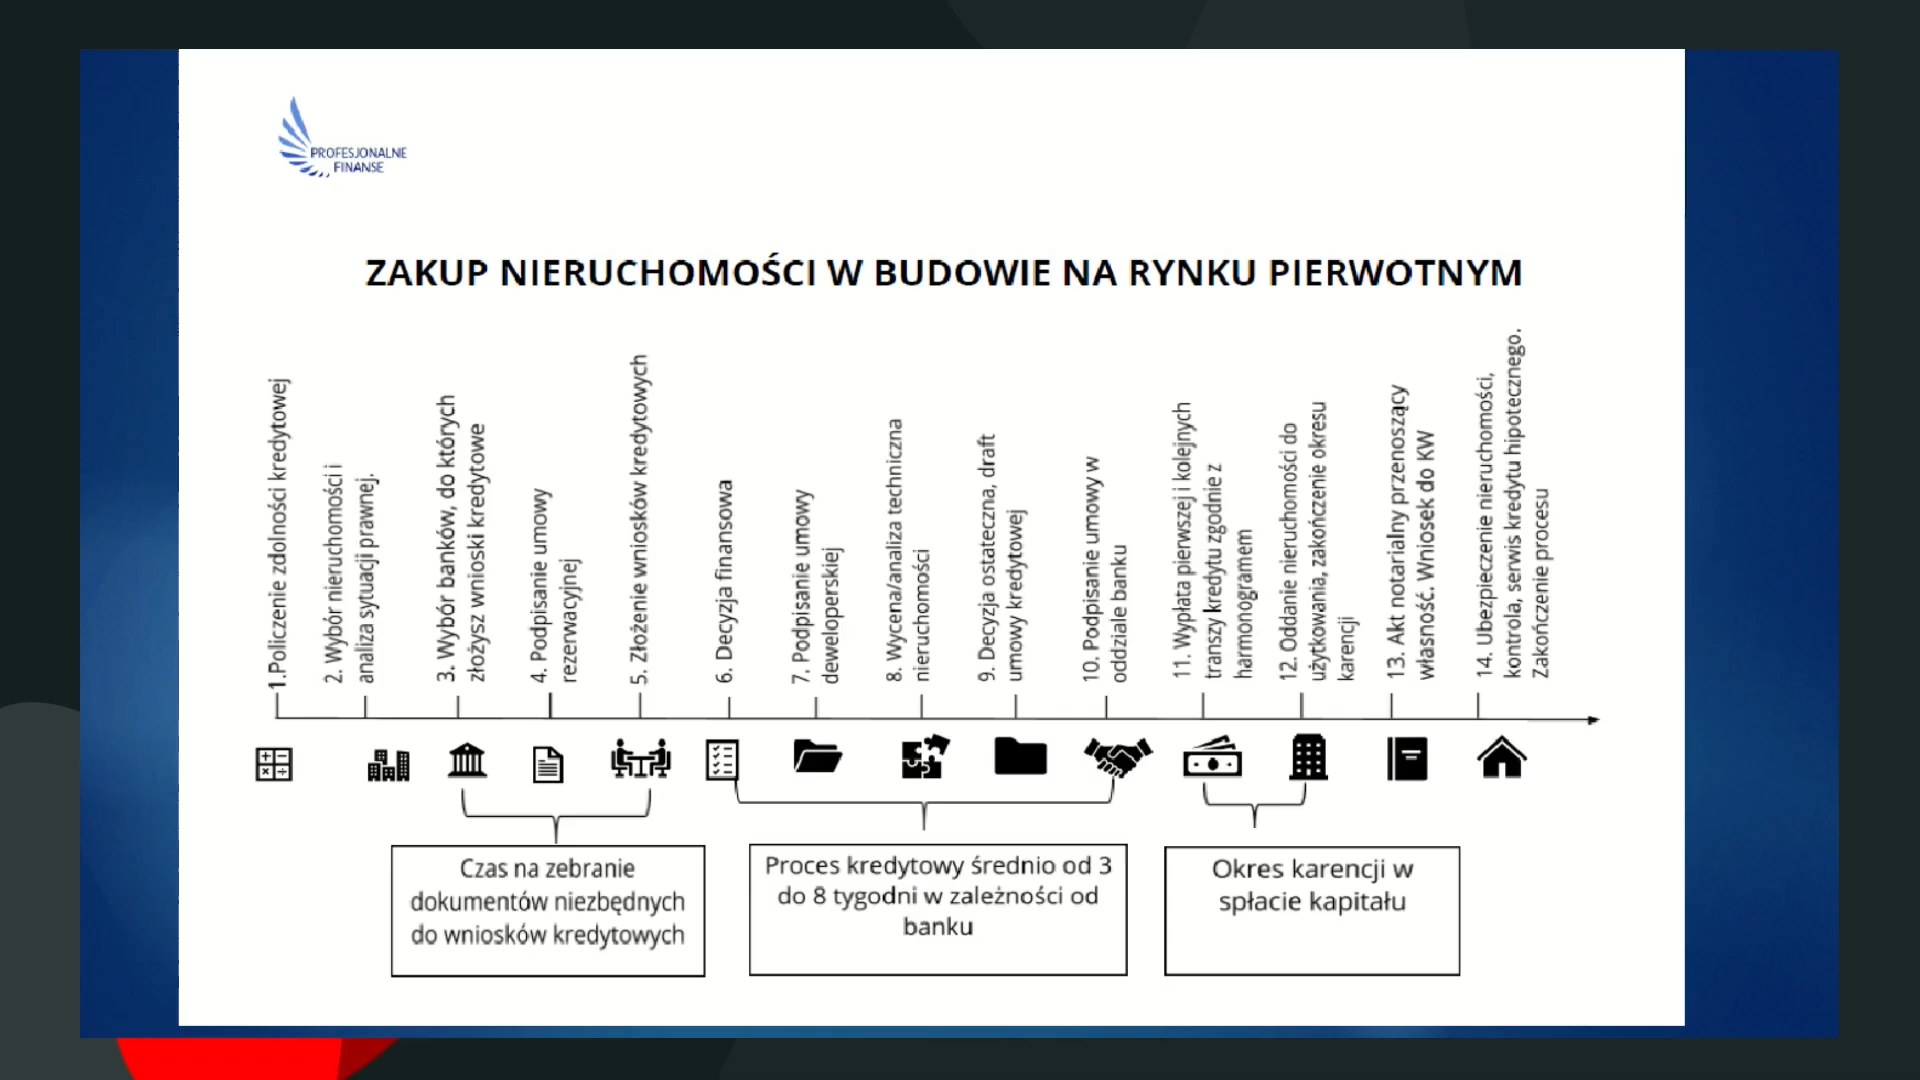 PROFESJONALNE
FINANSE
ZAKUP NIERUCHOMOŚCI W BUDOWIE NA RYNKU PIERWOTNYM
1.Policzenie zdolności kredytowej
2. Wybór nieruchomości i
analiza sytuacji prawnej.
3. Wybór banków, do których
złożysz wnioski kredytowe
4. Podpisanie umowy
rezerwacyjnej
5. Złożenie wniosków kredytowych
6. Decyzja finansowa
7. Podpisanie umowy
deweloperskiej
8. Wycena/analiza techniczna
nieruchomości
9. Decyzja ostateczna, draft
umowy kredytowej
10. Podpisanie umowy w
oddziale banku
11. Wypłata pierwszej i kolejnych
transzy kredytu zgodnie z
harmonogramem
12. Oddanie nieruchomości do
użytkowania, zakończenie okresu
karencji
13. Akt notarialny przenoszący
własność. Wniosek do KW
14. Ubezpieczenie nieruchomości,
kontrola, serwis kredytu hipotecznego.
Zakończenie procesu
Czas na zebranie
dokumentów niezbędnych
do wniosków kredytowych
Proces kredytowy średnio od 3
do 8 tygodni w zależności od
banku
Okres karencji w
spłacie kapitału